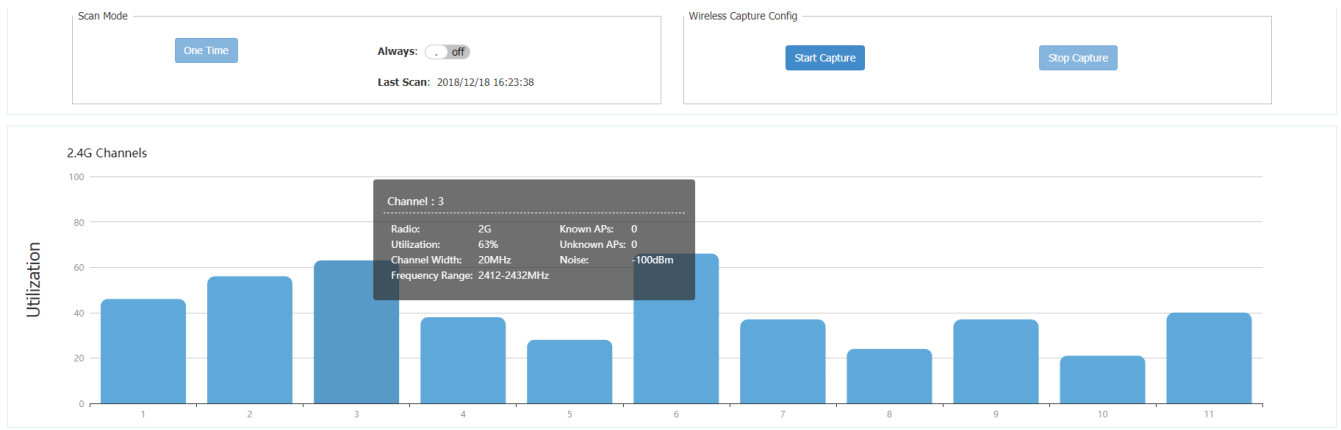 Scan Mode
Wireless Capture Config
One Time
Always: . off
Start Capture
Stop Capture
Last Scan: 2018/12/18 16:23:38
2.4G Channels
100
80
60
40
20
0
Utilization
Channel : 3
Radio: 2G Known APs: 0
Utilization: 63% Unknown APs: 0
Channel Width: 20MHz Noise: -100dBm
Frequency Range: 2412-2432MHz
1 2 3 4 5 6 7 8 9 10 11